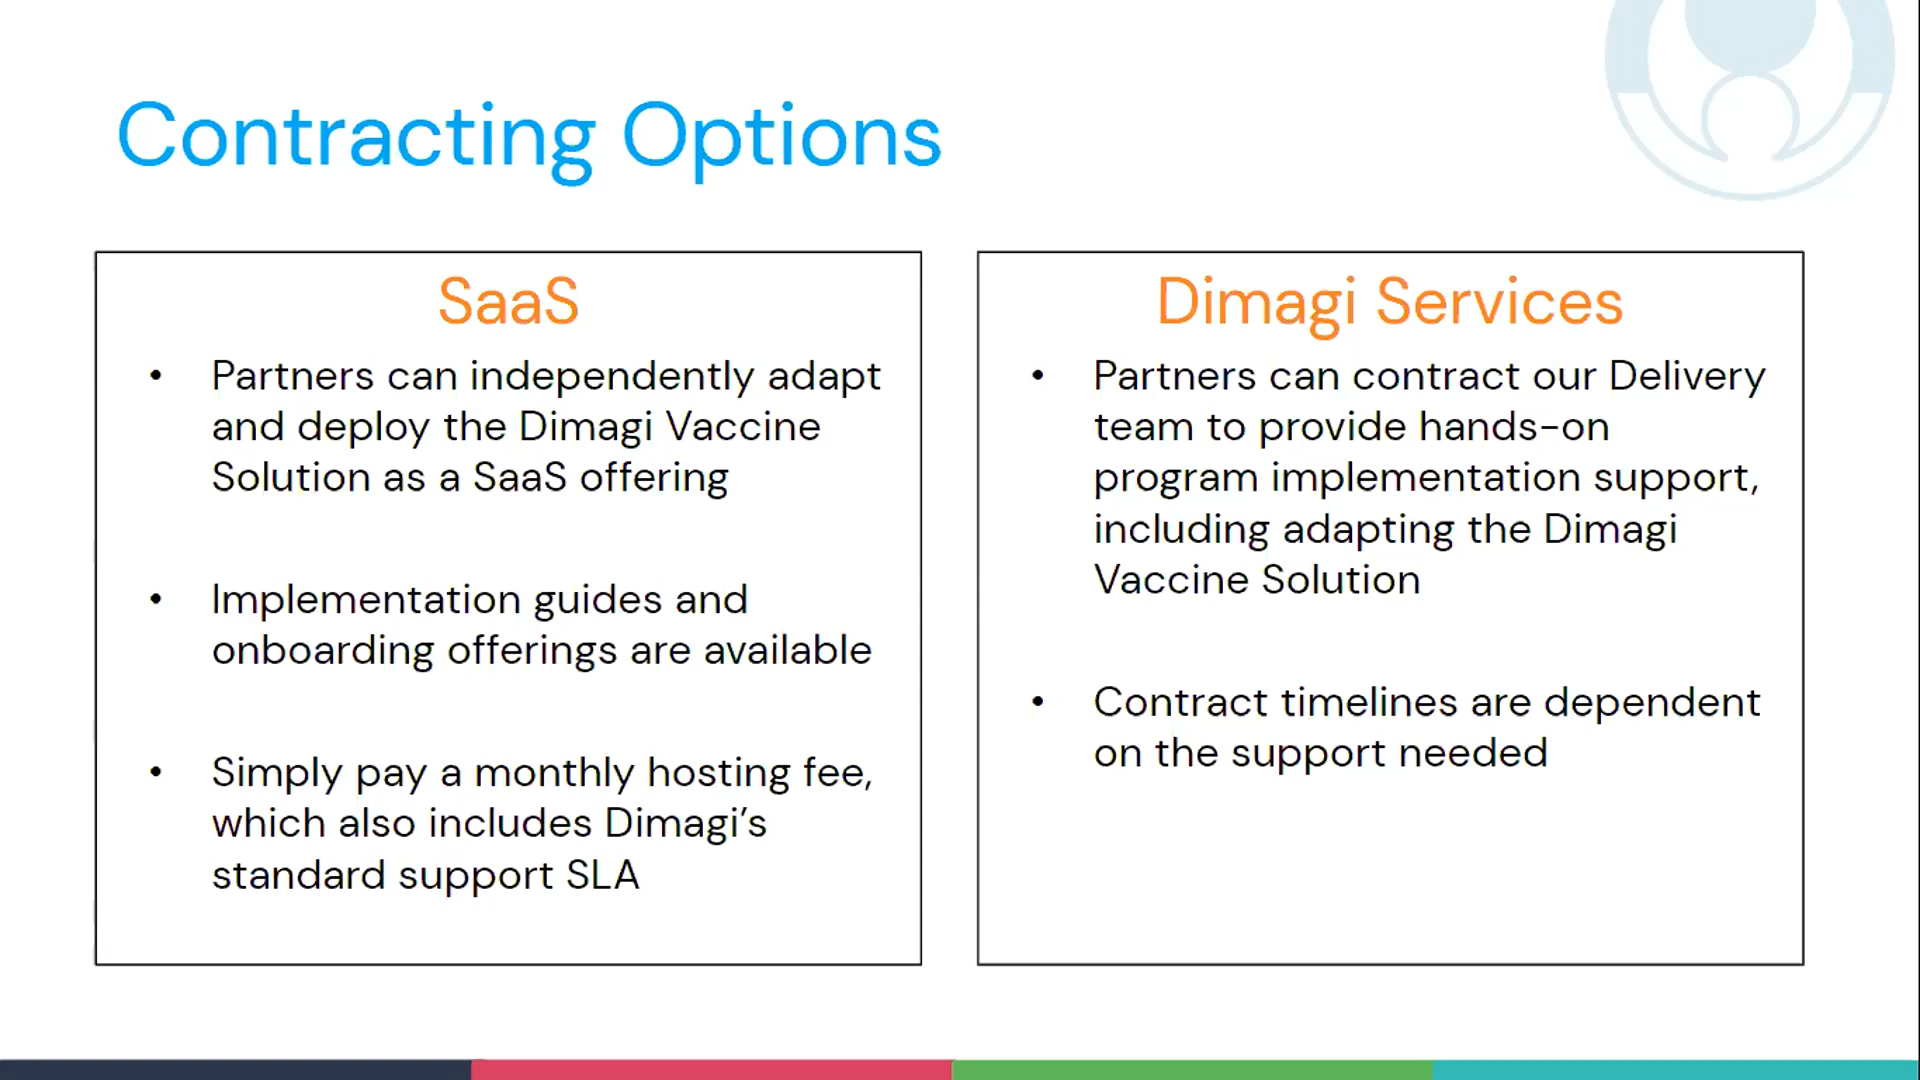 Contracting Options
SaaS
• Partners can independently adapt
and deploy the Dimagi Vaccine
Solution as a SaaS offering
• Implementation guides and
onboarding offerings are available
• Simply pay a monthly hosting fee,
which also includes Dimagi’s
standard support SLA
Dimagi Services
• Partners can contract our Delivery
team to provide hands-on
program implementation support,
including adapting the Dimagi
Vaccine Solution
• Contract timelines are dependent
on the support needed